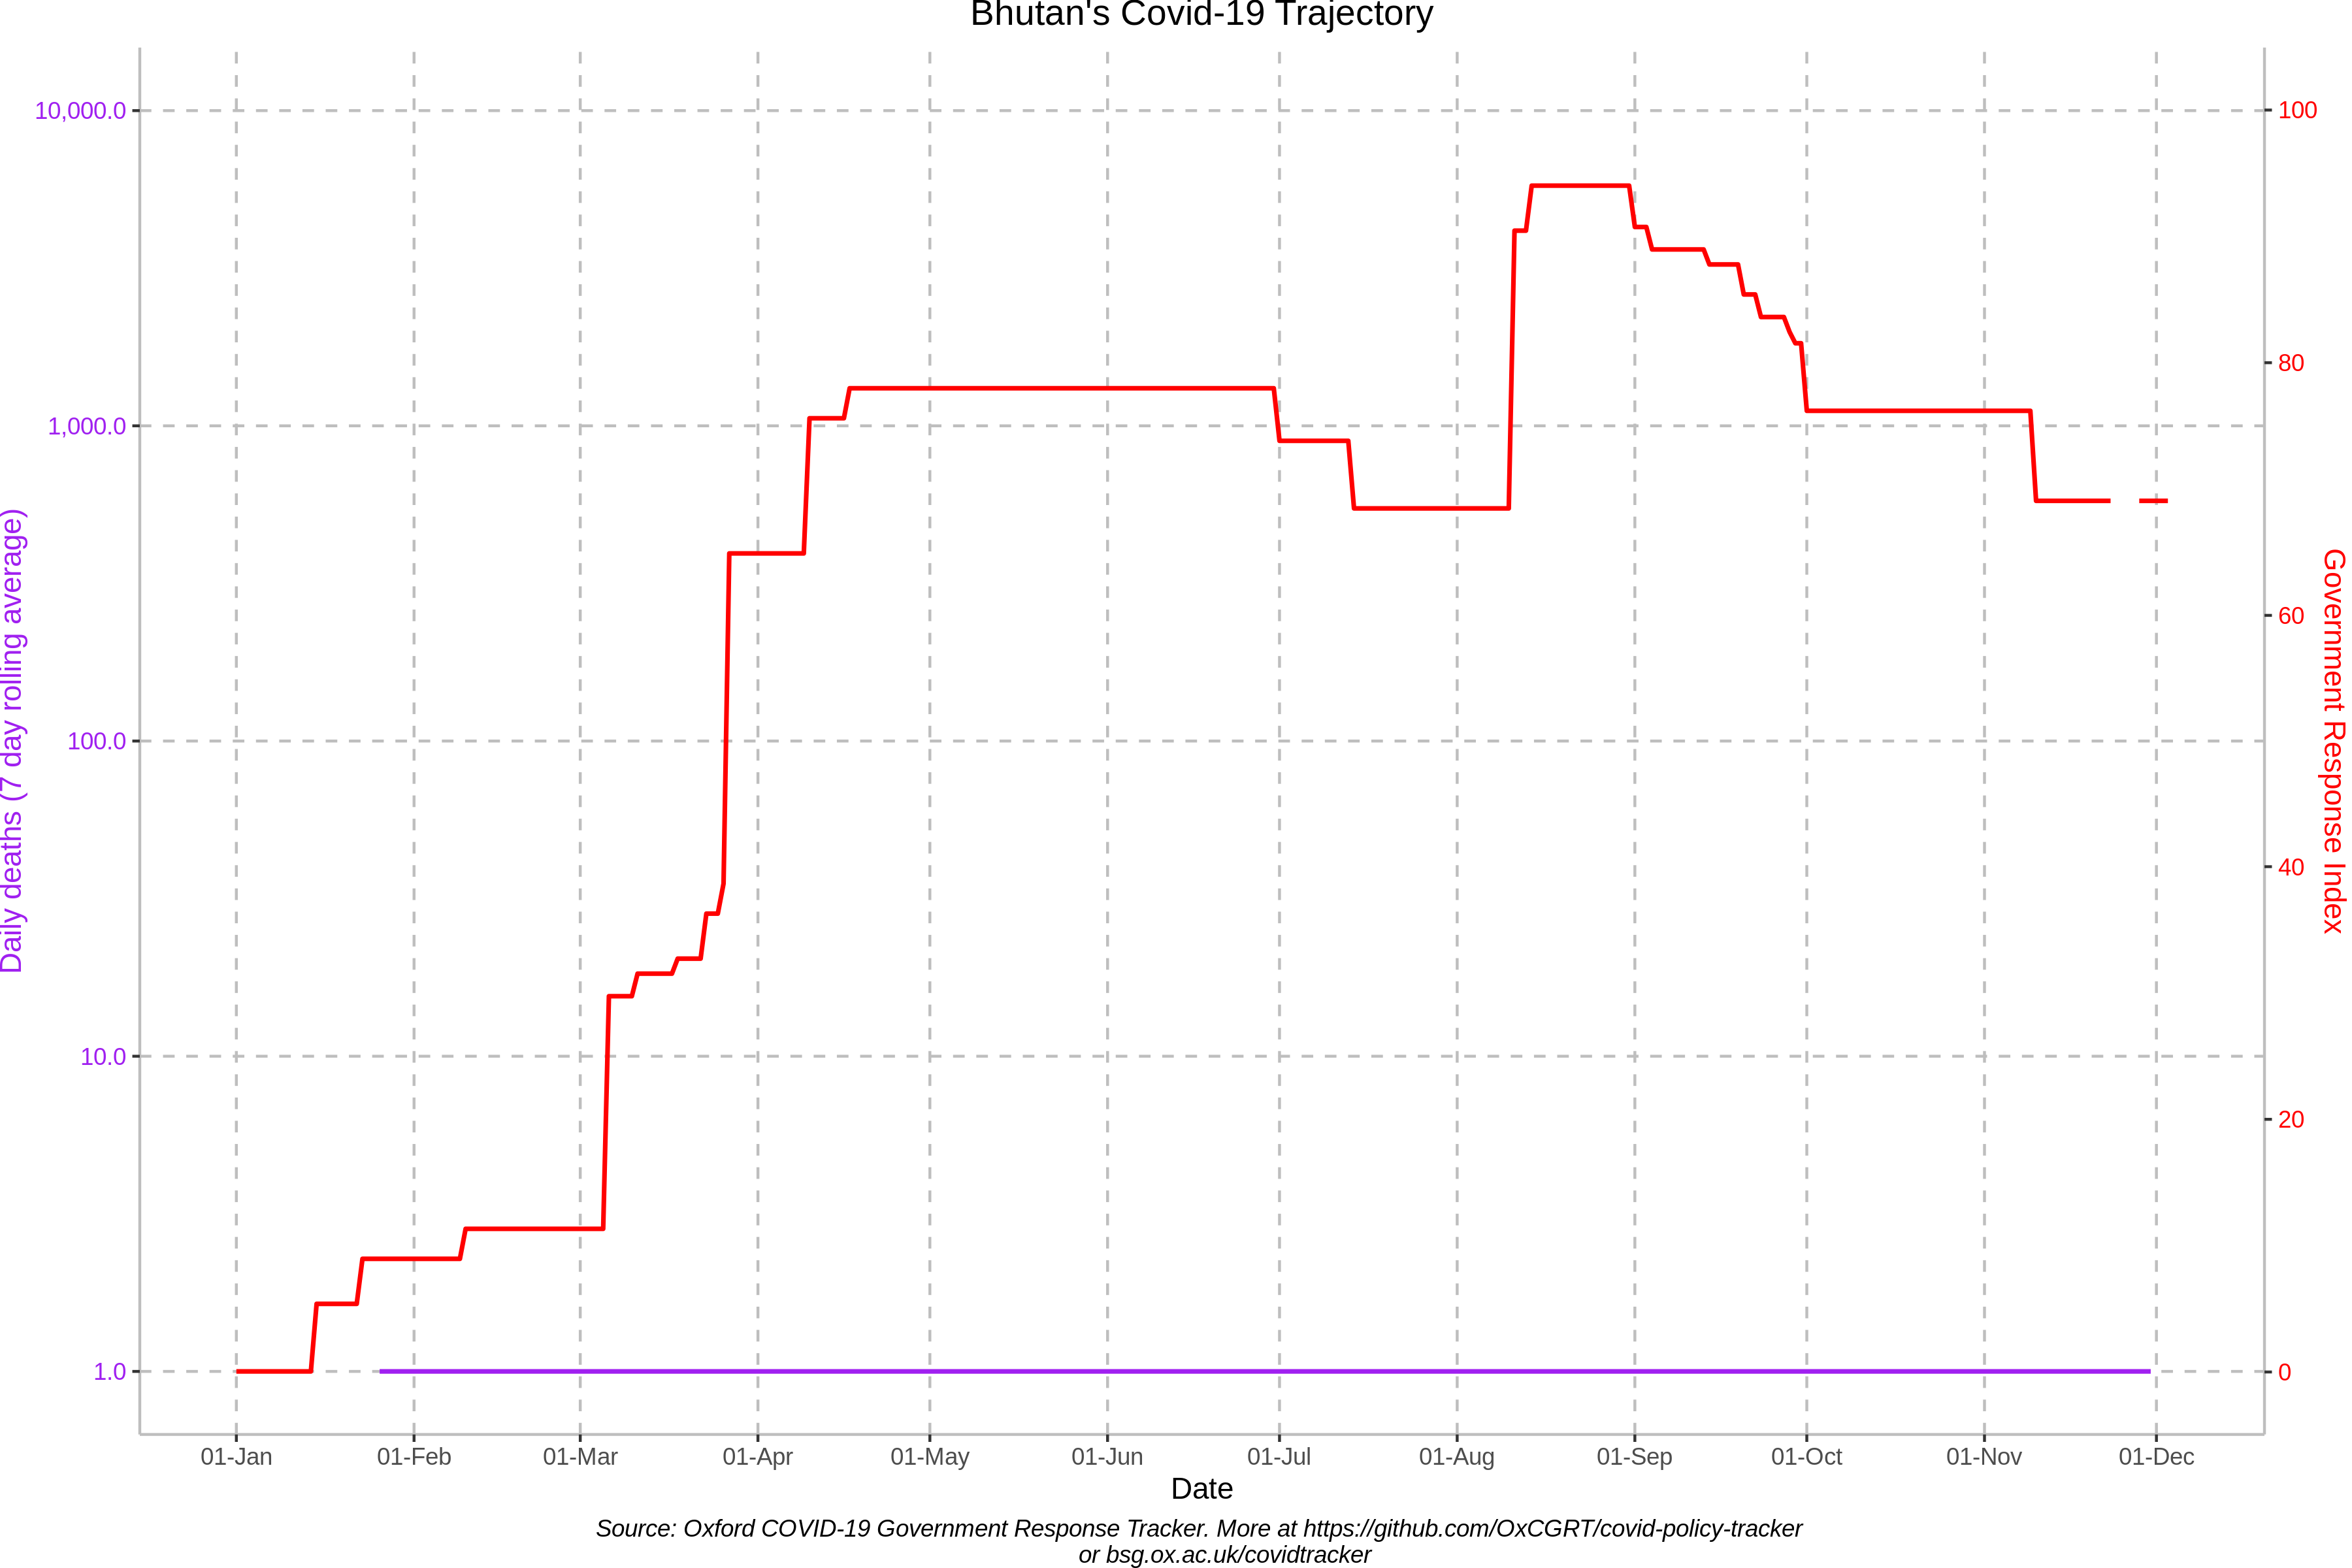 Bhutan's Covid-19 Trajectory
10,000.0
1,000.0
100.0
10.0
1.0
Daily deaths (7 day rolling average)
100
80
60
40
20
0
Government Response Index
01-Jan 01-Feb 01-Mar 01-Apr 01-May 01-Jun 01-Jul 01-Aug 01-Sep 01-Oct 01-Nov 01-Dec
Date
Source: Oxford COVID-19 Government Response Tracker. More at https://github.com/OxCGRT/covid-policy-tracker
or bsg.ox.ac.uk/covidtracker